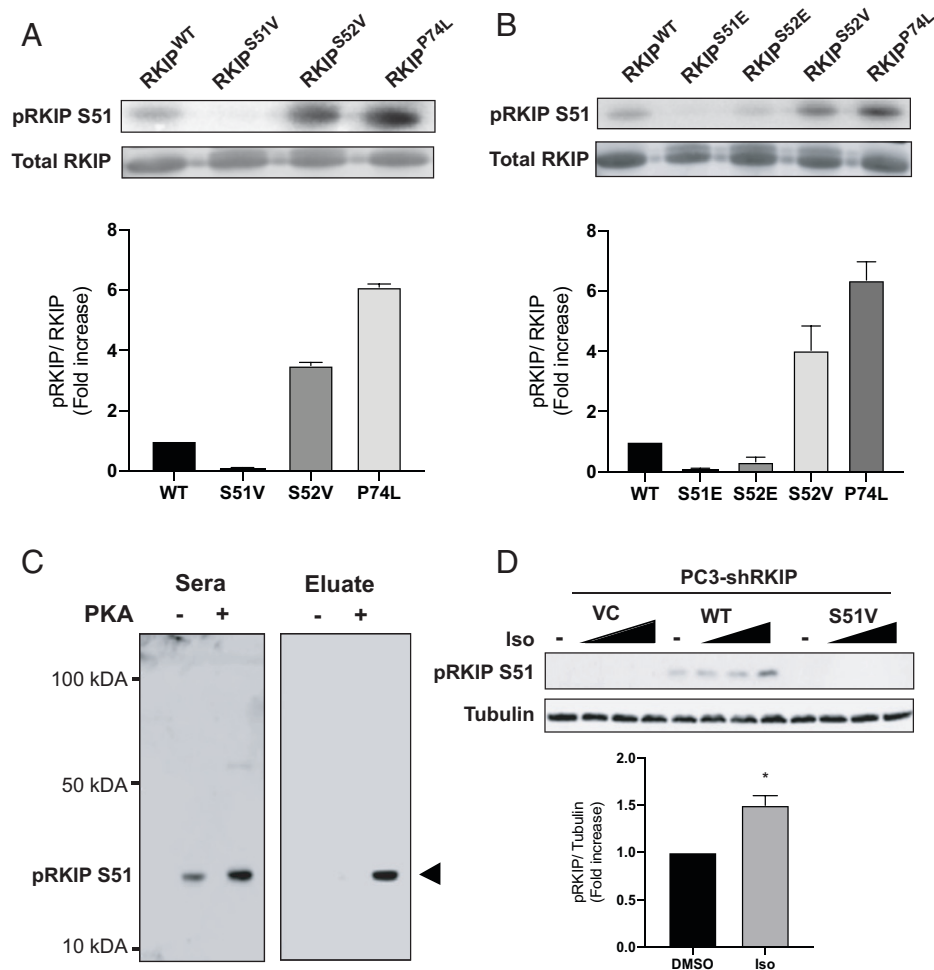 A
RKIP^WT RKIP^S51V RKIP^S52V RKIP^P74L
pRKIP S51
Total RKIP
8
6
4
2
0
pRKIP/ RKIP
(Fold increase)
WT S51V S52V P74L
B
RKIP^WT RKIP^S51E RKIP^S52E RKIP^S52V RKIP^P74L
pRKIP S51
Total RKIP
8
6
4
2
0
pRKIP/ RKIP
(Fold increase)
WT S51E S52E S52V P74L
C
Sera Eluate
PKA - + - +
100 kDA
50 kDA
pRKIP S51
10 kDA
D
PC3-shRKIP
VC WT S51V
Iso - - -
pRKIP S51
Tubulin
2.0
1.5
1.0
0.5
0.0
pRKIP/ Tubulin
(Fold increase)
*
DMSO Iso